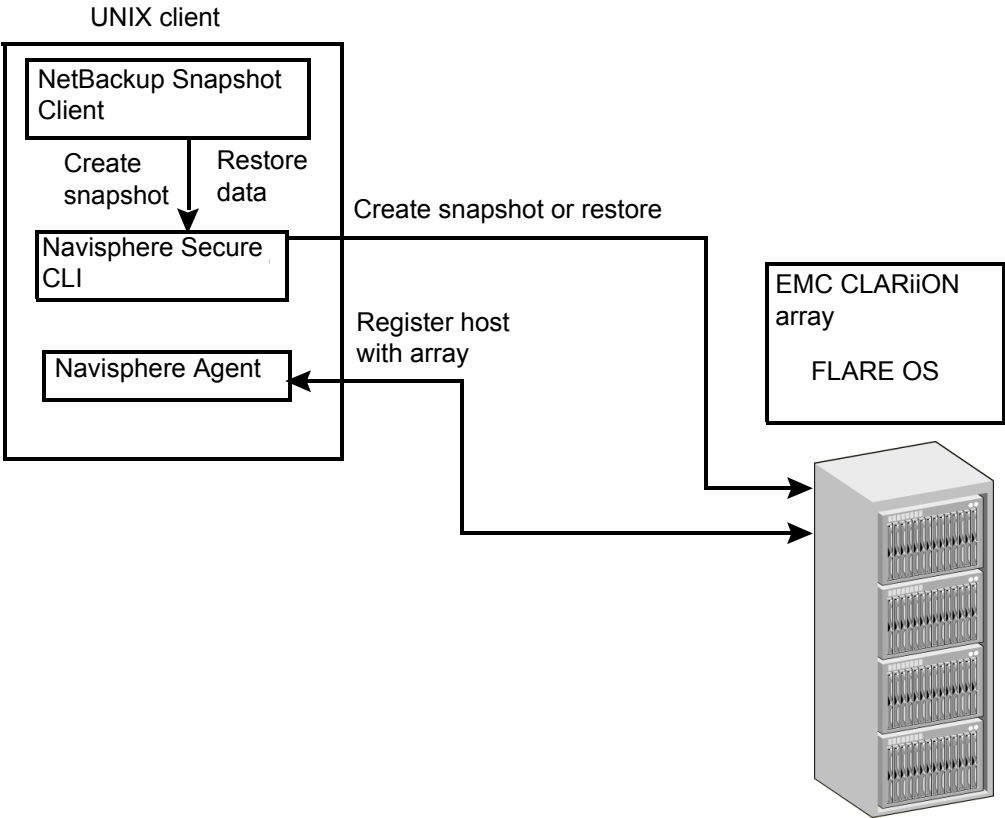 UNIX client
NetBackup Snapshot
Client
Create
snapshot
Restore
data
Navisphere Secure
CLI
Create snapshot or restore
Register host
with array
Navisphere Agent
EMC CLARiiON
array
FLARE OS